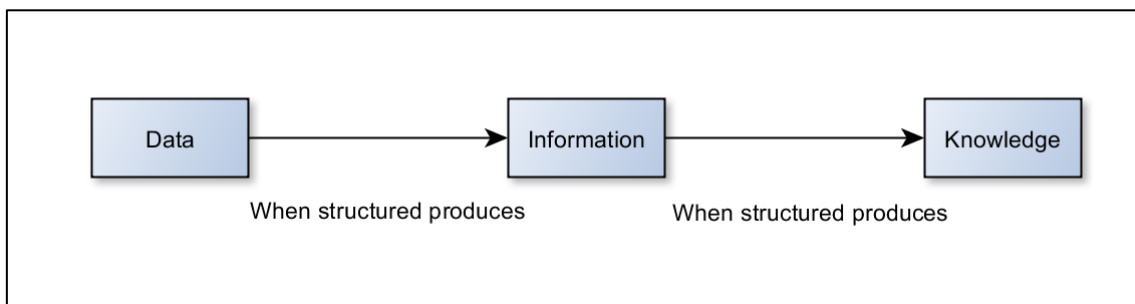 Data
Information
Knowledge
When structured produces
When structured produces